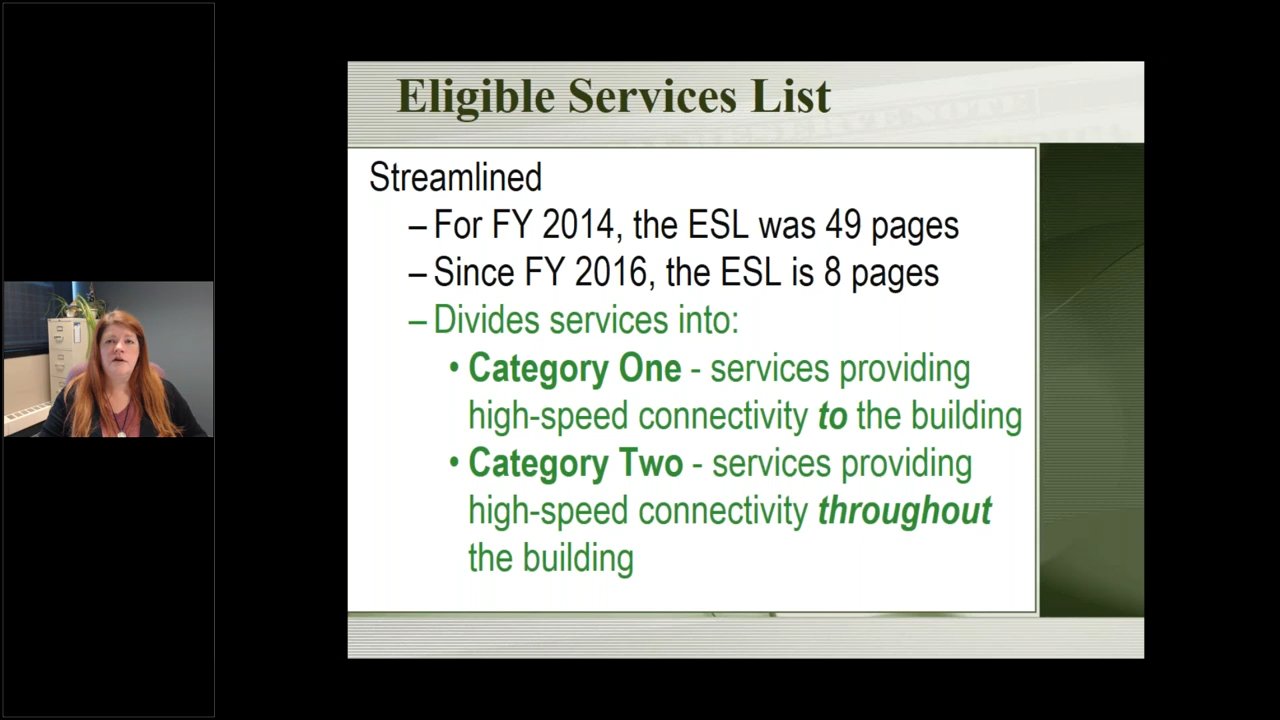 Eligible Services List
Streamlined
– For FY 2014, the ESL was 49 pages
– Since FY 2016, the ESL is 8 pages
– Divides services into:
• Category One - services providing
high-speed connectivity to the building
• Category Two - services providing
high-speed connectivity throughout
the building